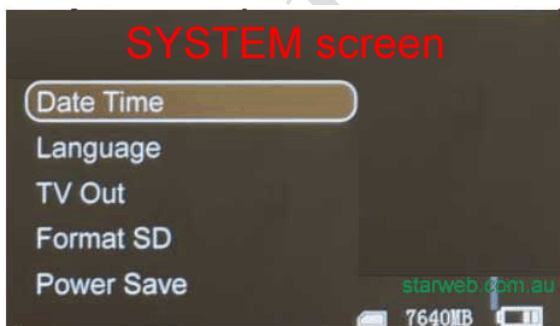 SYSTEM screen
Date Time
Language
TV Out
Format SD
Power Save
starweb.com.au
7640MB